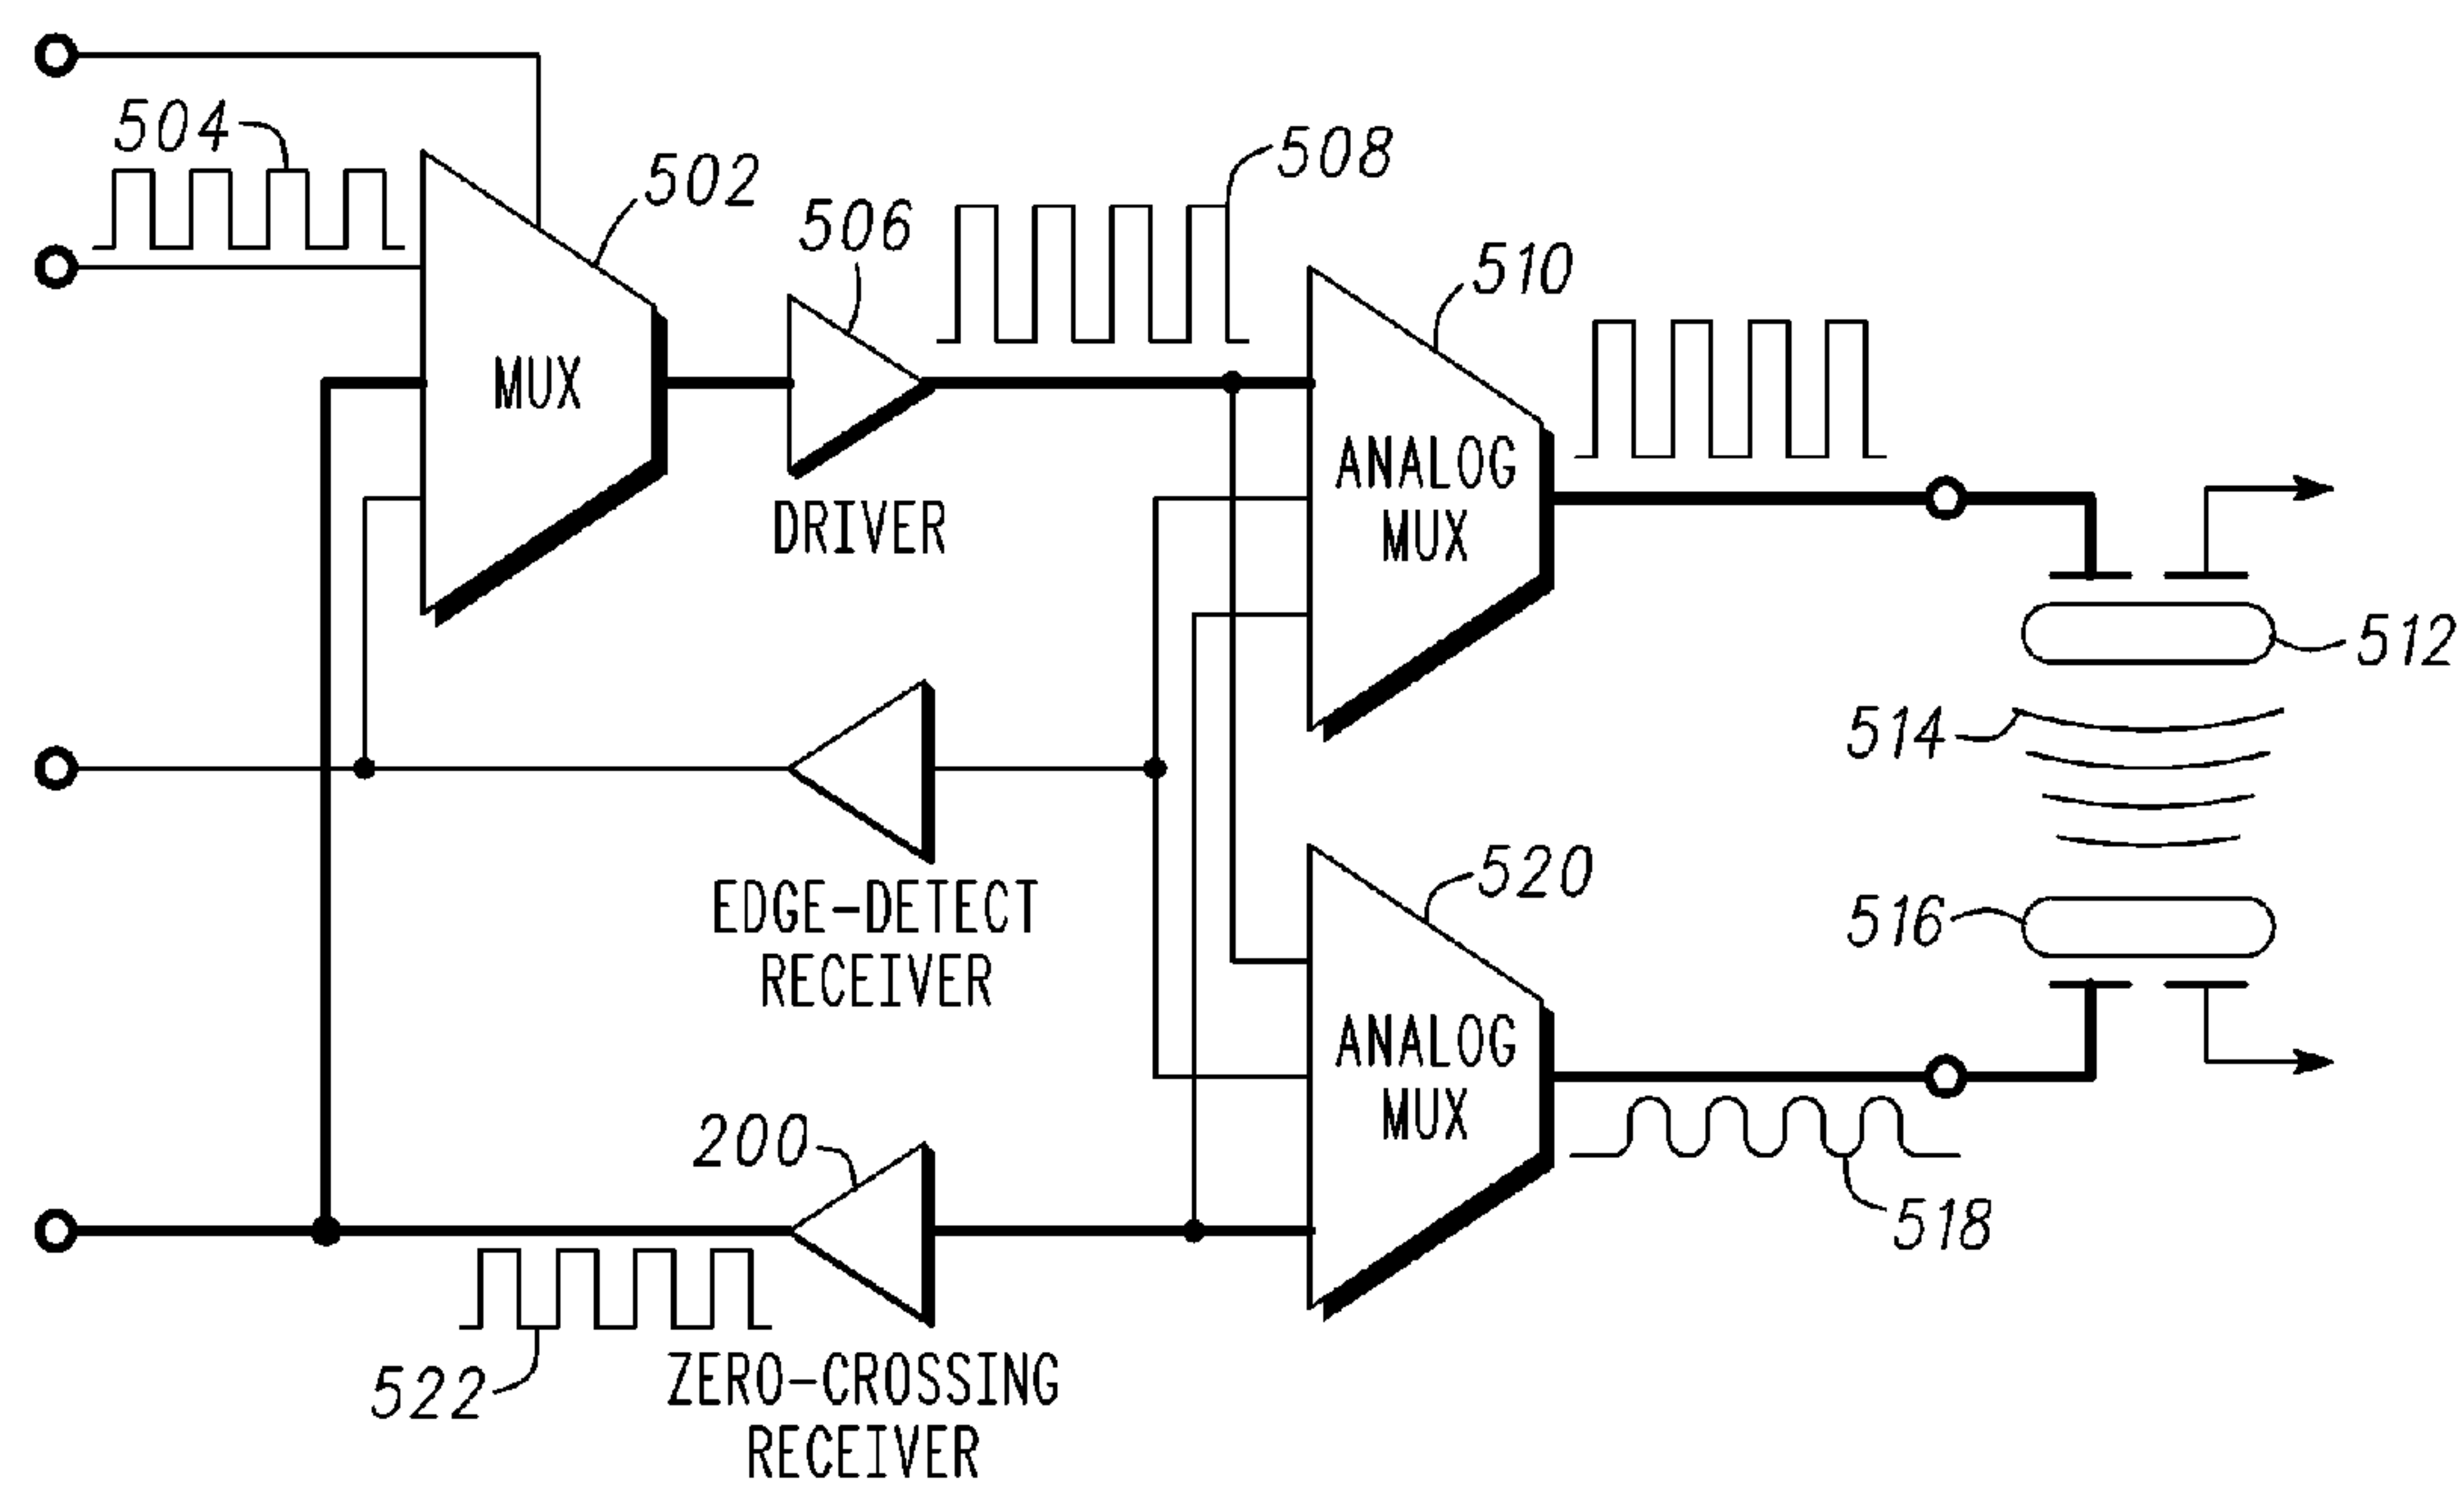 504
502
506
508
510
MUX
DRIVER
ANALOG
MUX
512
514
EDGE-DETECT
RECEIVER
520
516
ANALOG
MUX
200
518
522
ZERO-CROSSING
RECEIVER